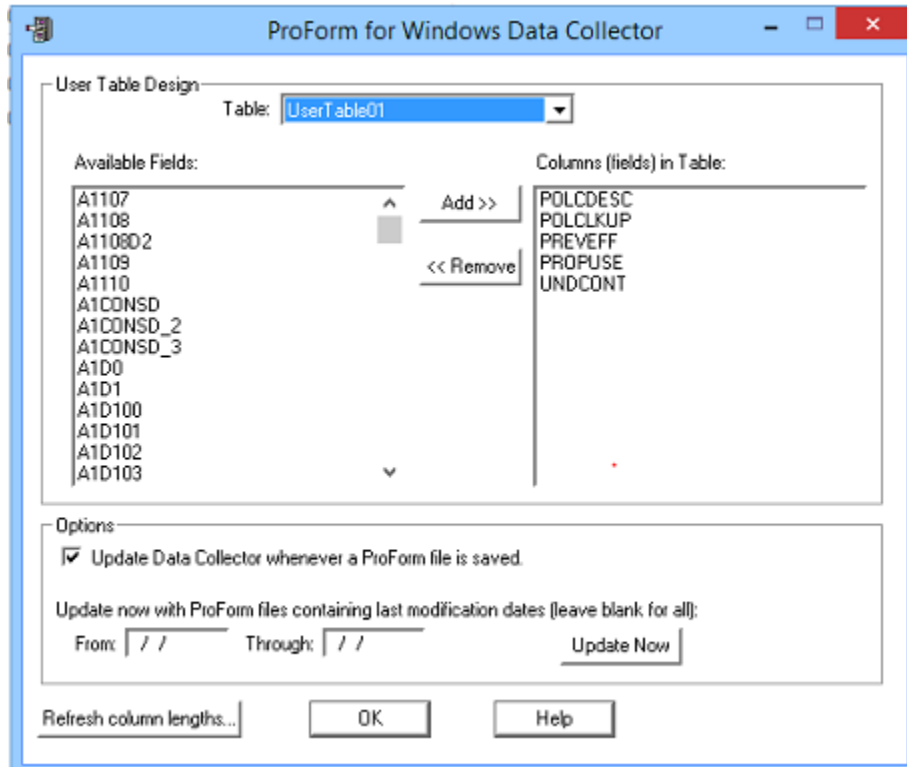 ProForm for Windows Data Collector
User Table Design
Table: UserTable01
Available Fields:
A1107
A1108
A1108D2
A1109
A1110
A1CONSD
A1CONSD_2
A1CONSD_3
A1D0
A1D1
A1D100
A1D101
A1D102
A1D103
Add >>
<< Remove
Columns (fields) in Table:
POLCDESC
POLCLKUP
PREVEFF
PROPUSE
UNDCONT
Options
Update Data Collector whenever a ProForm file is saved.
Update now with ProForm files containing last modification dates (leave blank for all):
From: / / Through: / / Update Now
Refresh column lengths... OK Help